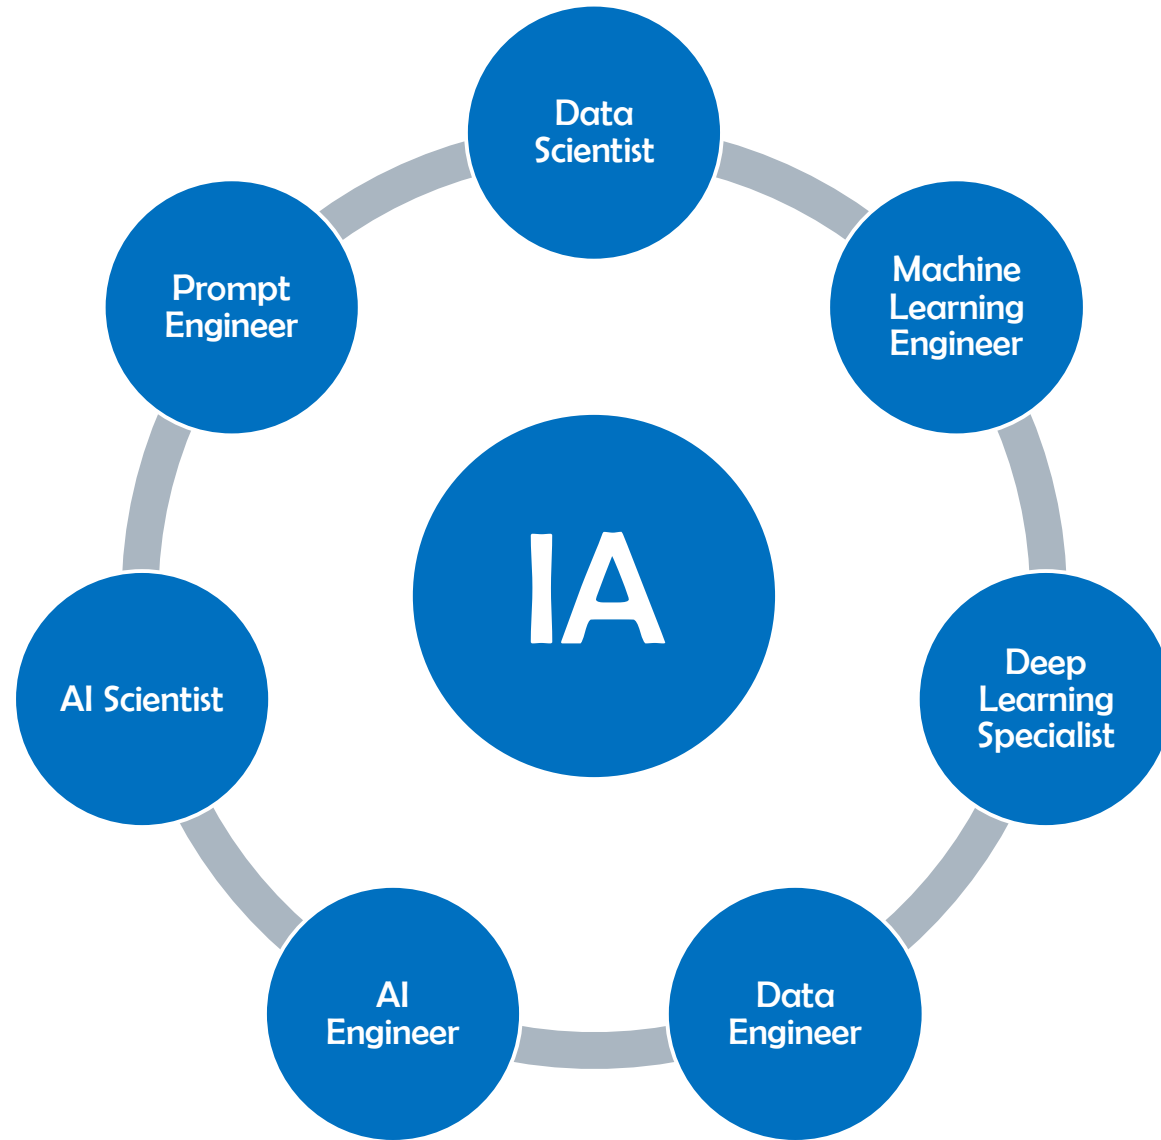 Data
Scientist
Machine
Learning
Engineer
Deep
Learning
Specialist
Data
Engineer
AI
Engineer
AI Scientist
Prompt
Engineer
IA